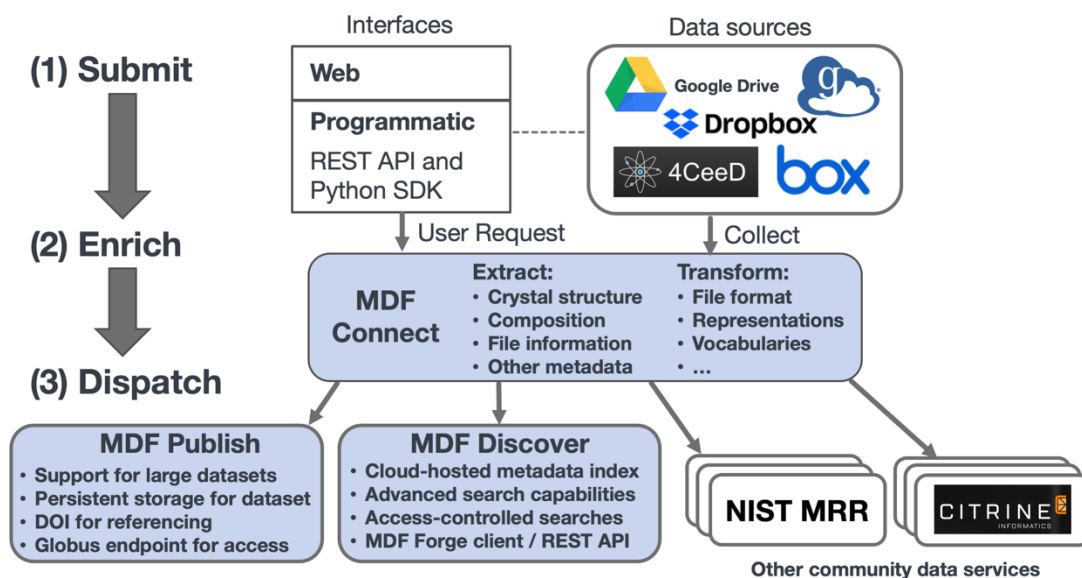 Interfaces
Data sources
(1) Submit
Web
Programmatic
REST API and
Python SDK
Google Drive
g
Dropbox
4CeeD
box
User Request
Collect
(2) Enrich
MDF
Connect
Extract:
• Crystal structure
• Composition
• File information
• Other metadata
Transform:
• File format
• Representations
• Vocabularies
• ...
(3) Dispatch
MDF Publish
• Support for large datasets
• Persistent storage for dataset
• DOI for referencing
• Globus endpoint for access
MDF Discover
• Cloud-hosted metadata index
• Advanced search capabilities
• Access-controlled searches
• MDF Forge client / REST API
NIST MRR
CITRINE
INFORMATICS
Other community data services